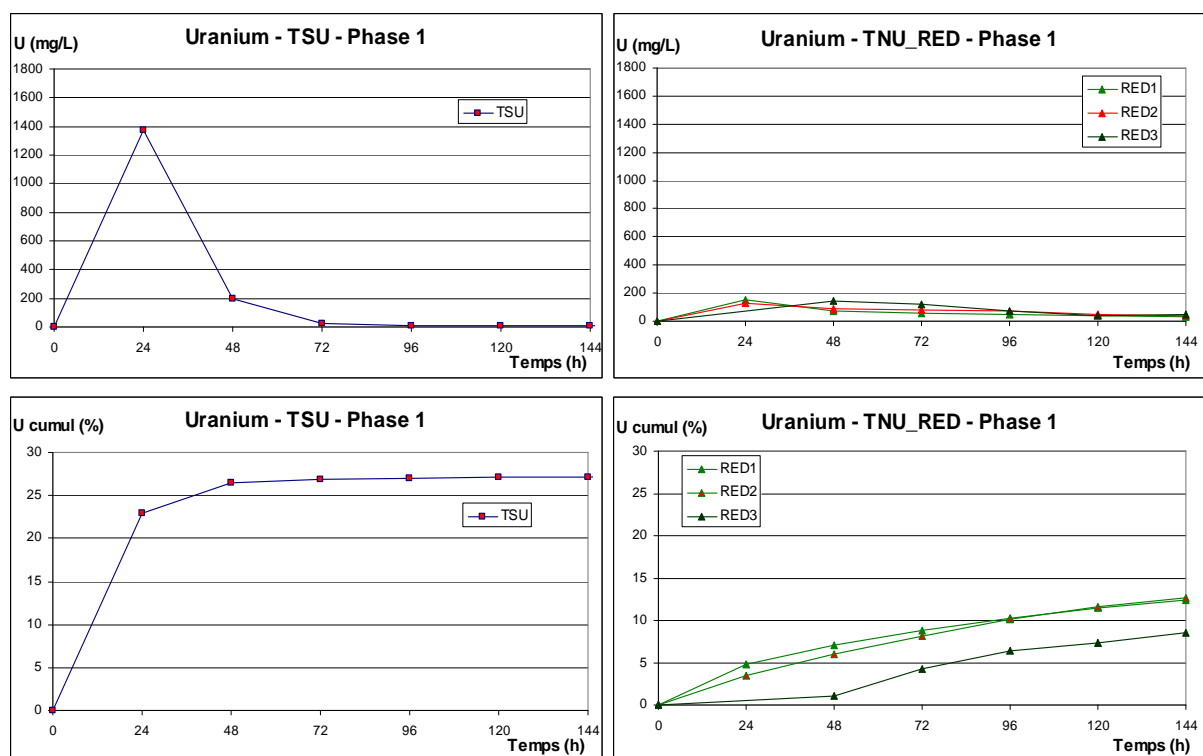 Uranium - TSU - Phase 1
U (mg/L)
1800
1600
1400
1200
1000
800
600
400
200
0
TSU
0 24 48 72 96 120 144
Temps (h)
Uranium - TNU_RED - Phase 1
U (mg/L)
1800
1600
1400
1200
1000
800
600
400
200
0
RED1
RED2
RED3
0 24 48 72 96 120 144
Temps (h)
Uranium - TSU - Phase 1
U cumul (%)
30
25
20
15
10
5
0
TSU
0 24 48 72 96 120 144
Temps (h)
Uranium - TNU_RED - Phase 1
U cumul (%)
30
25
20
15
10
5
0
RED1
RED2
RED3
0 24 48 72 96 120 144
Temps (h)